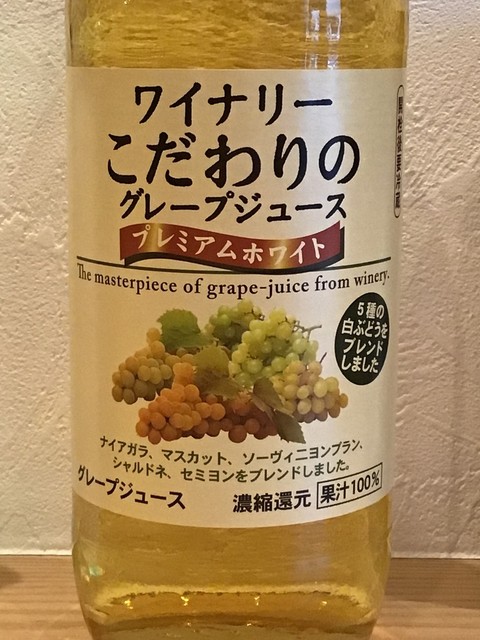 ワイナリー
こだわりの
グレープジュース
プレミアムホワイト
The masterpiece of grape-juice from winery.
5種の
白ぶどうを
ブレンド
しました
ナイアガラ、マスカット、ソーヴィニヨンブラン、
シャルドネ、セミヨンをブレンドしました。
グレープジュース
濃縮還元 果汁100%